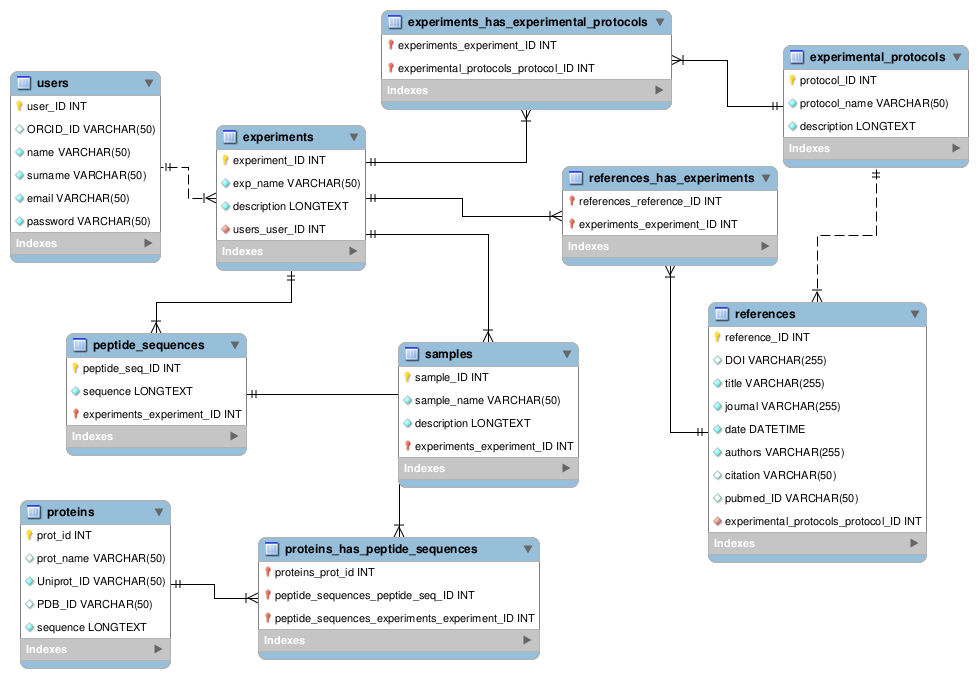 experiments_has_experimental_protocols
experiments_experiment_ID INT
experimental_protocols_protocol_ID INT
Indexes
experimental_protocols
protocol_ID INT
protocol_name VARCHAR(50)
description LONGTEXT
Indexes
users
user_ID INT
ORCID_ID VARCHAR(50)
name VARCHAR(50)
surname VARCHAR(50)
email VARCHAR(50)
password VARCHAR(50)
Indexes
experiments
experiment_ID INT
exp_name VARCHAR(50)
description LONGTEXT
users_user_ID INT
Indexes
references_has_experiments
references_reference_ID INT
experiments_experiment_ID INT
Indexes
peptide_sequences
peptide_seq_ID INT
sequence LONGTEXT
experiments_experiment_ID INT
Indexes
samples
sample_ID INT
sample_name VARCHAR(50)
description LONGTEXT
experiments_experiment_ID INT
Indexes
references
reference_ID INT
DOI VARCHAR(255)
title VARCHAR(255)
journal VARCHAR(255)
date DATETIME
authors VARCHAR(255)
citation VARCHAR(50)
pubmed_ID VARCHAR(50)
experimental_protocols_protocol_ID INT
Indexes
proteins
prot_id INT
prot_name VARCHAR(50)
Uniprot_ID VARCHAR(50)
PDB_ID VARCHAR(50)
sequence LONGTEXT
Indexes
proteins_has_peptide_sequences
proteins_prot_id INT
peptide_sequences_peptide_seq_ID INT
peptide_sequences_experiments_experiment_ID INT
Indexes